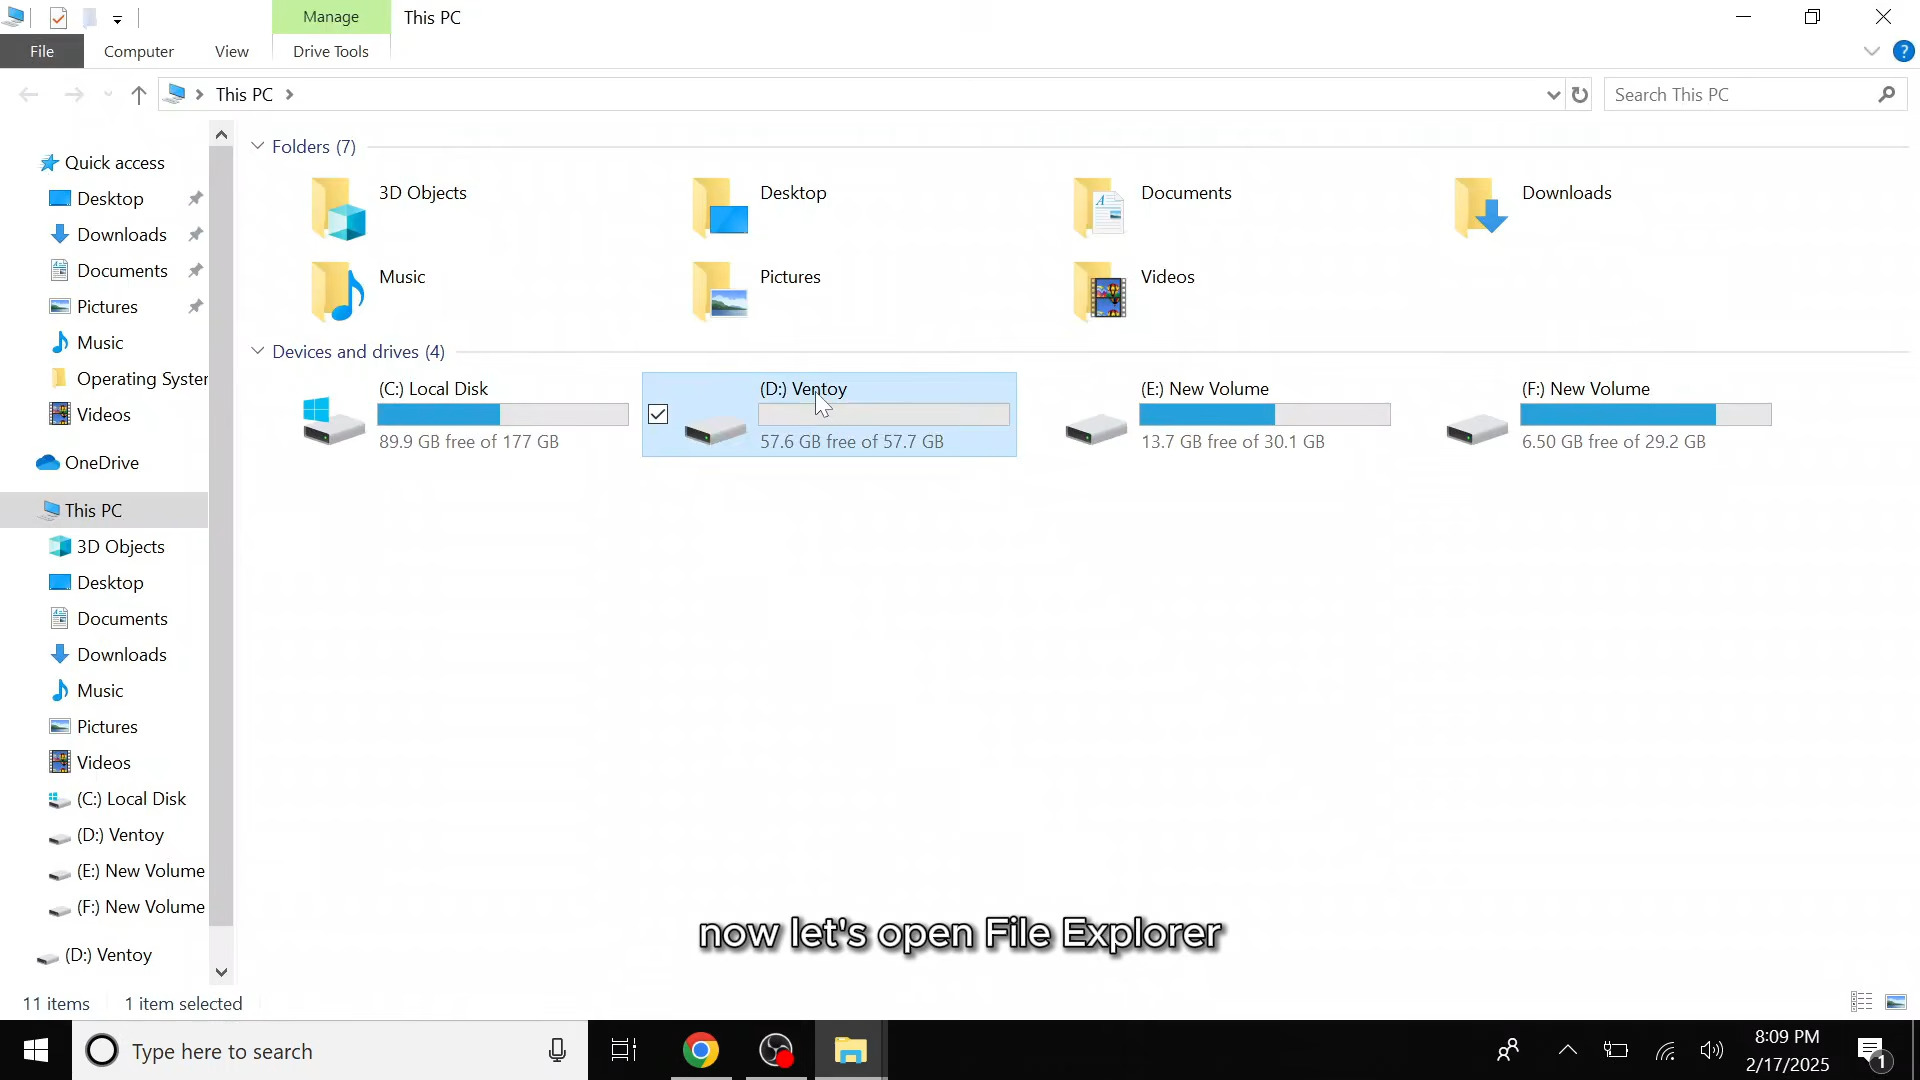 Manage
This PC
File
Computer
View
Drive Tools
?
This PC
Search This PC
Quick access
Desktop
Downloads
Documents
Pictures
Music
Operating Syster
Videos
OneDrive
This PC
3D Objects
Desktop
Documents
Downloads
Music
Pictures
Videos
(C:) Local Disk
(D:) Ventoy
(E:) New Volume
(F:) New Volume
(D:) Ventoy
Folders (7)
3D Objects
Desktop
Documents
Downloads
Music
Pictures
Videos
Devices and drives (4)
(C:) Local Disk
89.9 GB free of 177 GB
(D:) Ventoy
57.6 GB free of 57.7 GB
(E:) New Volume
13.7 GB free of 30.1 GB
(F:) New Volume
6.50 GB free of 29.2 GB
now let's open File Explorer
11 items
1 item selected
Type here to search
8:09 PM
2/17/2025
1